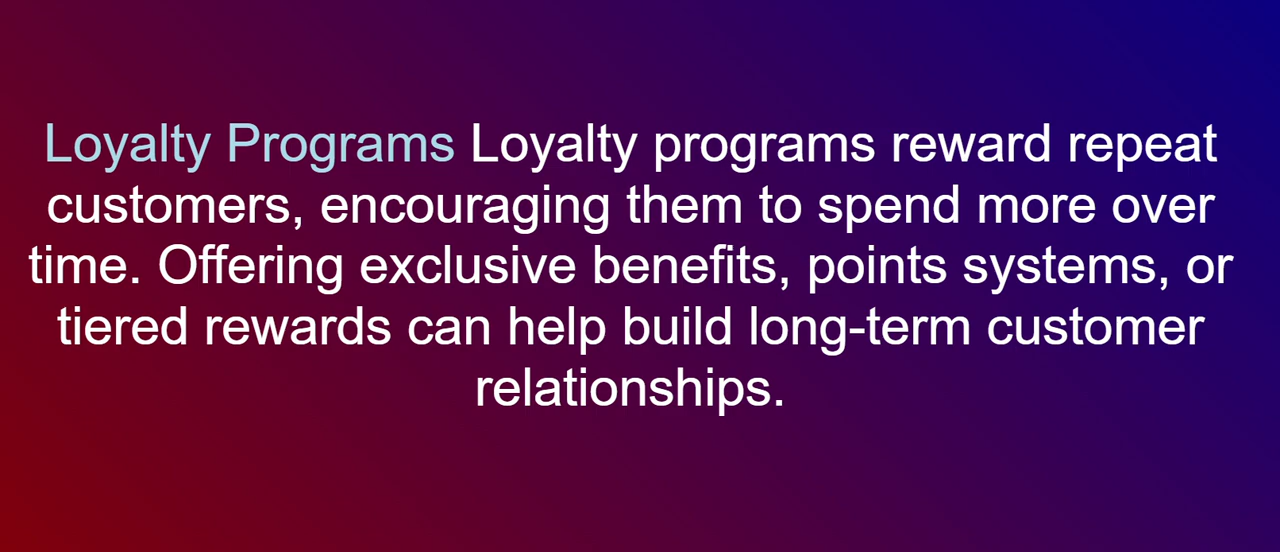 Loyalty Programs Loyalty programs reward repeat
customers, encouraging them to spend more over
time. Offering exclusive benefits, points systems, or
tiered rewards can help build long-term customer
relationships.